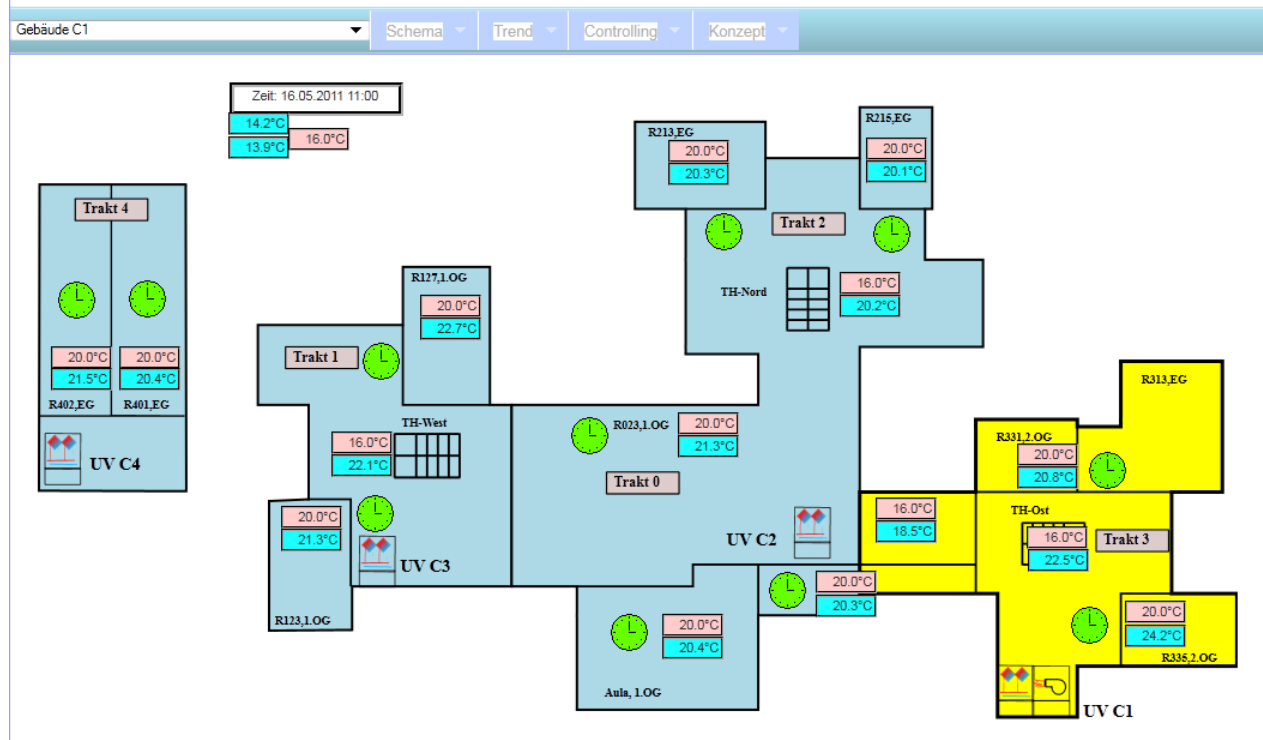 Gebäude C1 Schema Trend Controlling Konzept
Zeit: 16.05.2011 11:00
14.2°C
16.0°C
13.9°C
Trakt 4
20.0°C 20.0°C
21.5°C 20.4°C
R402,EG R401,EG
UV C4
R127,1.OG
20.0°C
22.7°C
Trakt 1
TH-West
16.0°C
22.1°C
20.0°C
21.3°C
UV C3
R123,1.OG
R213,EG
20.0°C
20.3°C
R215,EG
20.0°C
20.1°C
Trakt 2
TH-Nord
16.0°C
20.2°C
R023,1.OG
20.0°C
21.3°C
Trakt 0
UV C2
20.0°C
20.3°C
20.0°C
20.4°C
Aula, 1.OG
R313,EG
R331,2.OG
20.0°C
20.8°C
16.0°C
18.5°C
TH-Ost
16.0°C
22.5°C
Trakt 3
20.0°C
24.2°C
R335,2.OG
UV C1